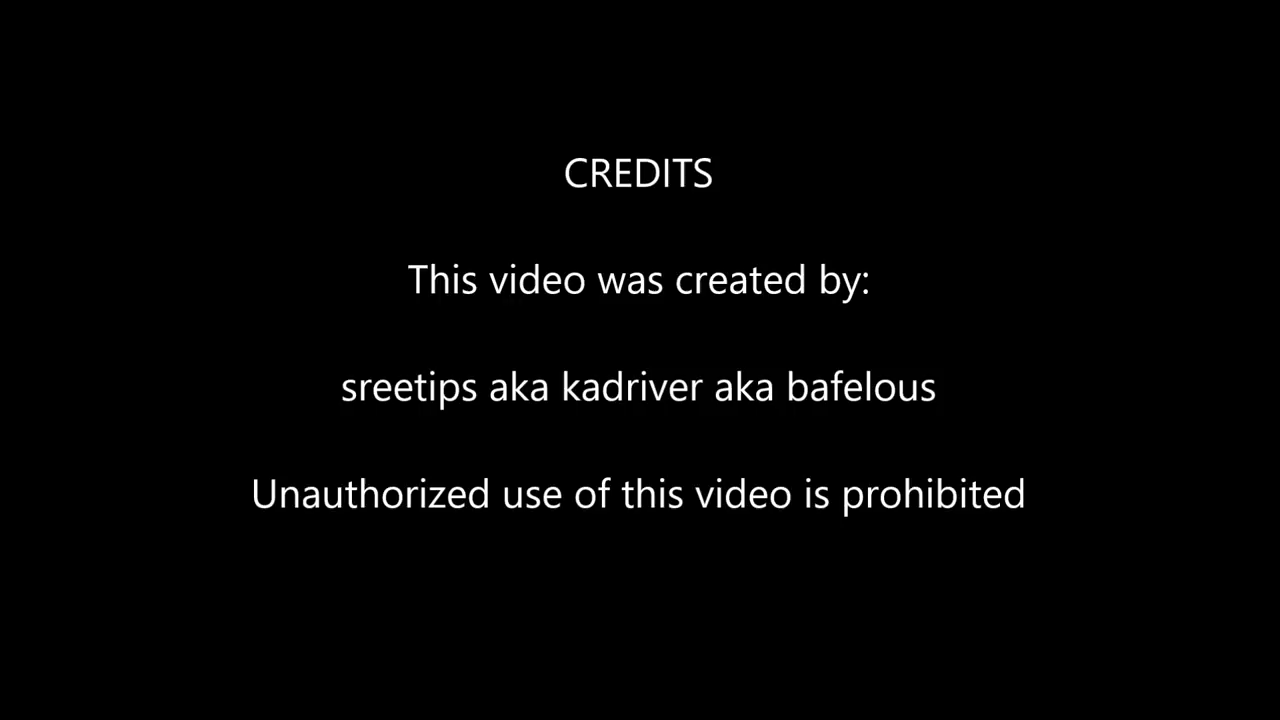 CREDITS
This video was created by:
sreetips aka kadriver aka bafelous
Unauthorized use of this video is prohibited